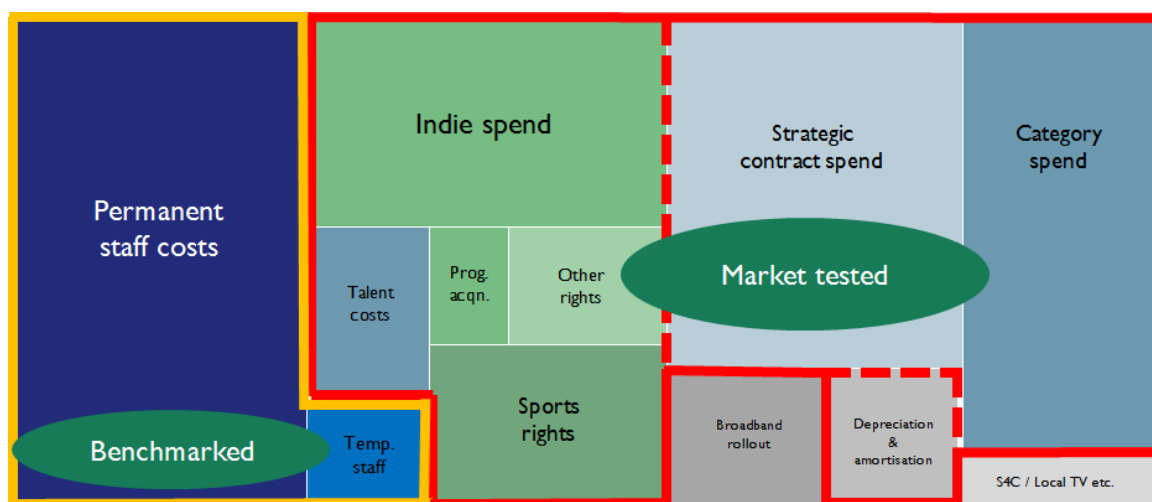 Permanent
staff costs
Benchmarked
Temp.
staff
Indie spend
Talent
costs
Prog.
acqn.
Other
rights
Sports
rights
Strategic
contract spend
Category
spend
Market tested
Broadband
rollout
Depreciation
&
amortisation
S4C / Local TV etc.